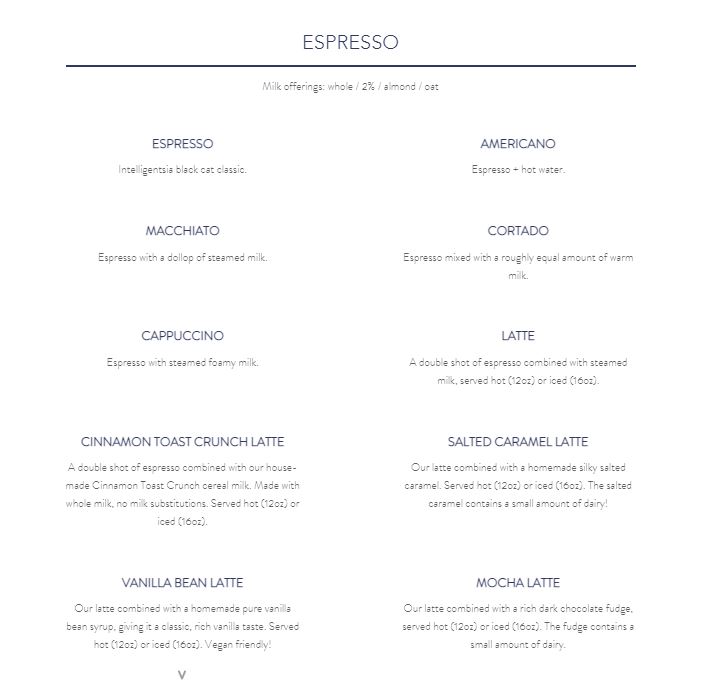 ESPRESSO
Milk offerings: whole / 2% / almond / oat
ESPRESSO
Intelligentsia black cat classic.
AMERICANO
Espresso + hot water.
MACCHIATO
Espresso with a dollop of steamed milk.
CORTADO
Espresso mixed with a roughly equal amount of warm
milk.
CAPPUCCINO
Espresso with steamed foamy milk.
LATTE
A double shot of espresso combined with steamed
milk, served hot (12oz) or iced (16oz).
CINNAMON TOAST CRUNCH LATTE
A double shot of espresso combined with our house-
made Cinnamon Toast Crunch cereal milk. Made with
whole milk, no milk substitutions. Served hot (12oz) or
iced (16oz).
SALTED CARAMEL LATTE
Our latte combined with a homemade silky salted
caramel. Served hot (12oz) or iced (16oz). The salted
caramel contains a small amount of dairy!
VANILLA BEAN LATTE
Our latte combined with a homemade pure vanilla
bean syrup, giving it a classic, rich vanilla taste. Served
hot (12oz) or iced (16oz). Vegan friendly!
V
MOCHA LATTE
Our latte combined with a rich dark chocolate fudge,
served hot (12oz) or iced (16oz). The fudge contains a
small amount of dairy.